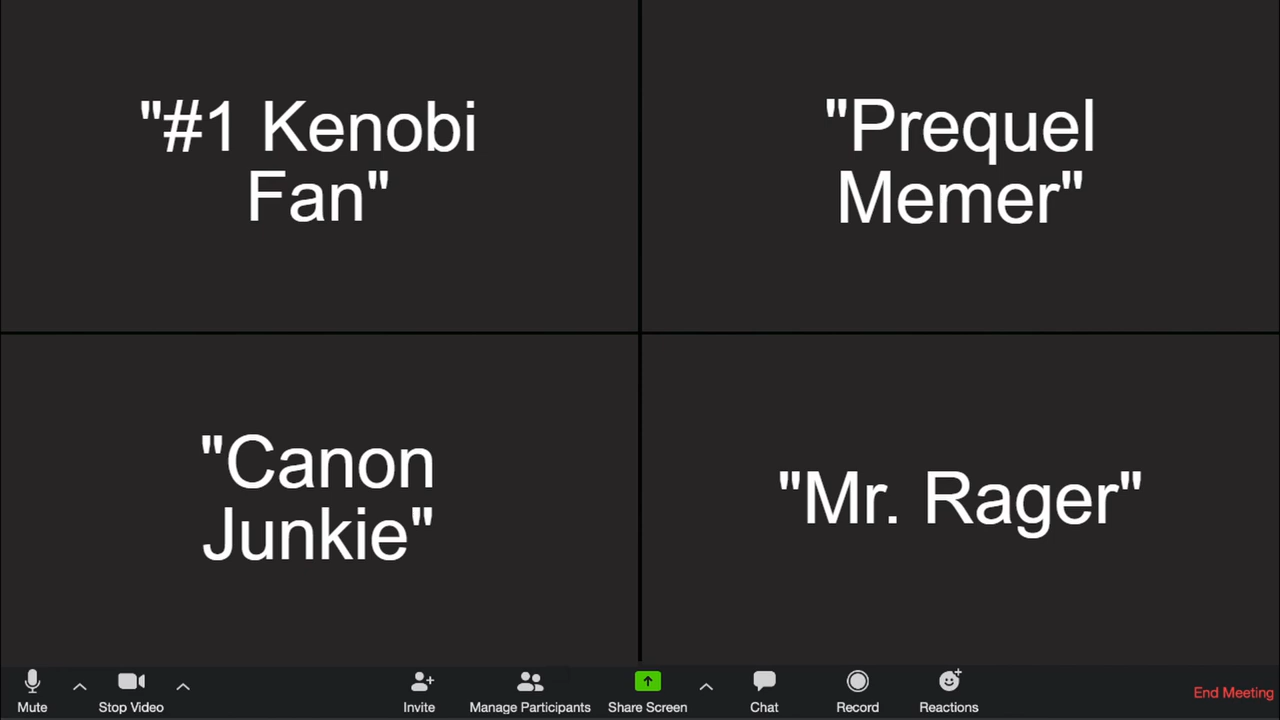 "#1 Kenobi
Fan"
"Prequel
Memer"
"Canon
Junkie"
"Mr. Rager"
Mute
Stop Video
Invite
Manage Participants
Share Screen
Chat
Record
Reactions
End Meeting